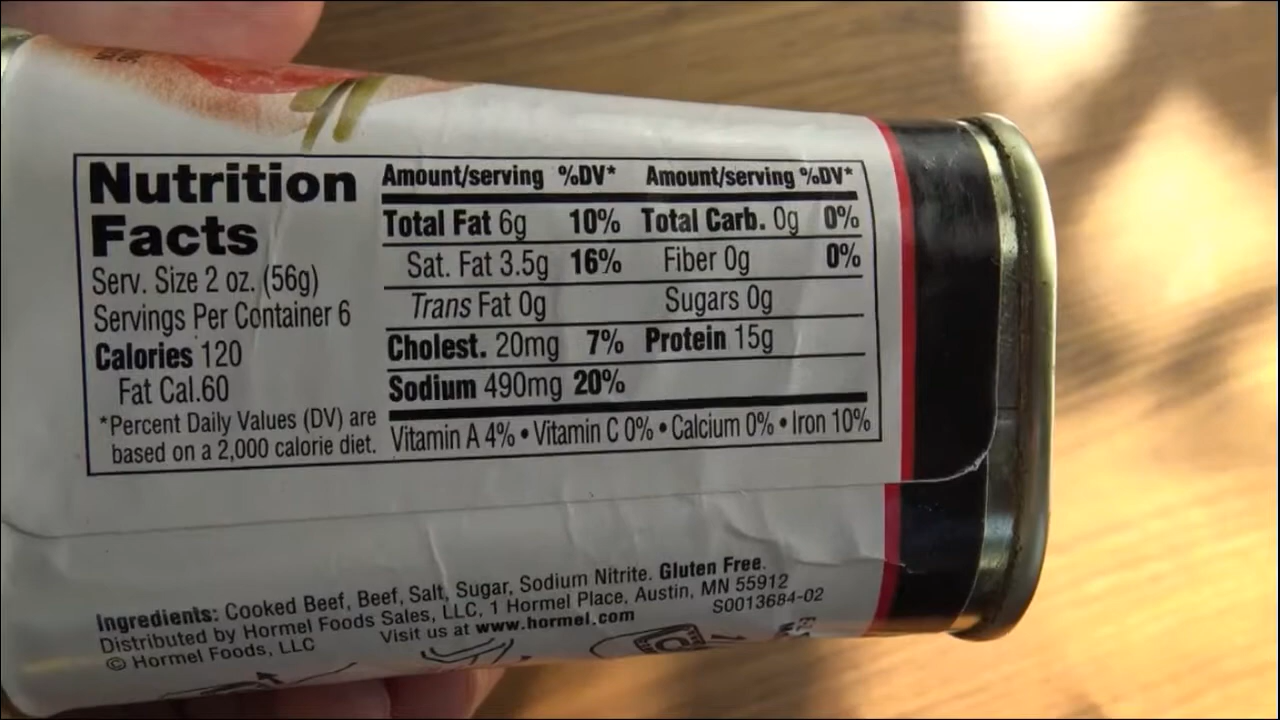 Nutrition
Facts
Serv. Size 2 oz. (56g)
Servings Per Container 6
Calories 120
Fat Cal.60
*Percent Daily Values (DV) are
based on a 2,000 calorie diet.
Amount/serving %DV* Amount/serving %DV*
Total Fat 6g 10% Total Carb. 0g 0%
Sat. Fat 3.5g 16% Fiber 0g 0%
Trans Fat 0g Sugars 0g
Cholest. 20mg 7% Protein 15g
Sodium 490mg 20%
Vitamin A 4% • Vitamin C 0% • Calcium 0% • Iron 10%
Ingredients: Cooked Beef, Beef, Salt, Sugar, Sodium Nitrite. Gluten Free.
Distributed by Hormel Foods Sales, LLC, 1 Hormel Place, Austin, MN 55912
© Hormel Foods, LLC Visit us at www.hormel.com S0013684-02